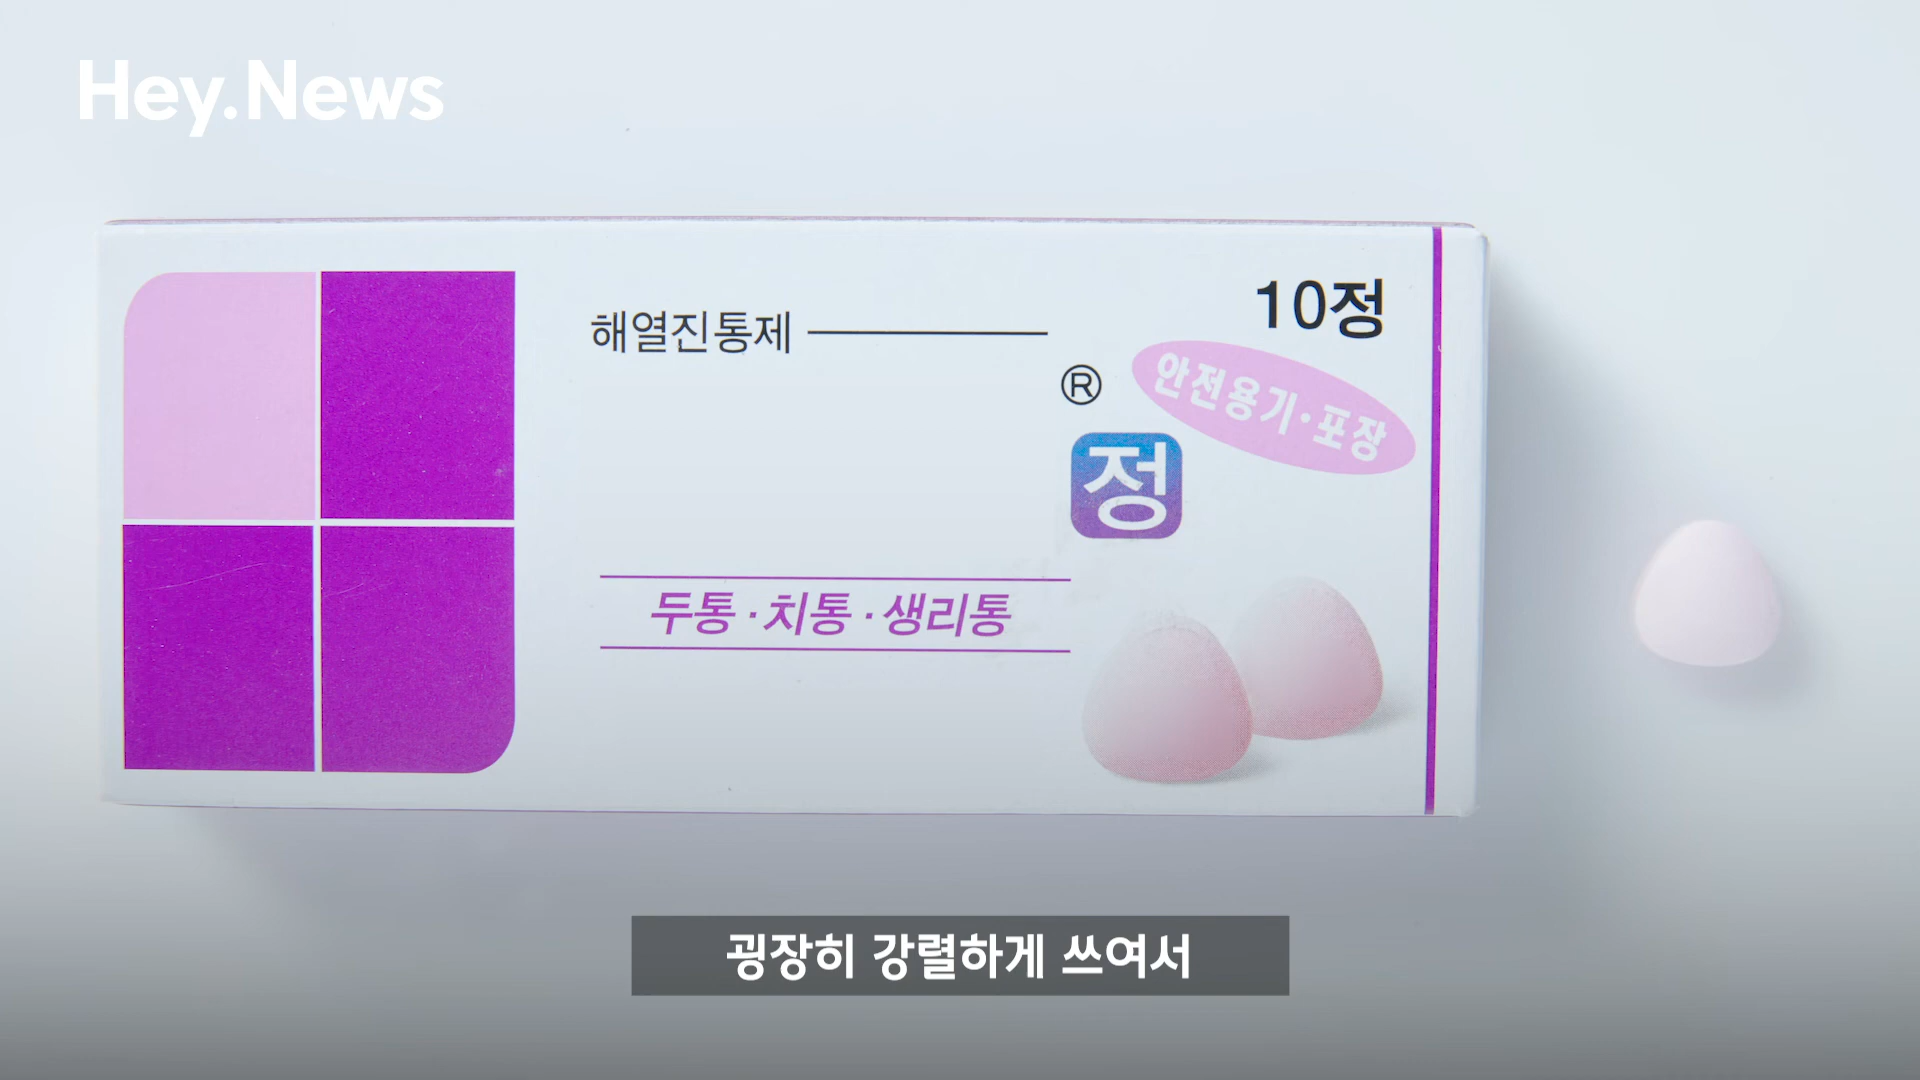 Hey.News
10정
해열진통제
®
안전용기·포장
정
두통·치통·생리통
굉장히 강렬하게 쓰여서